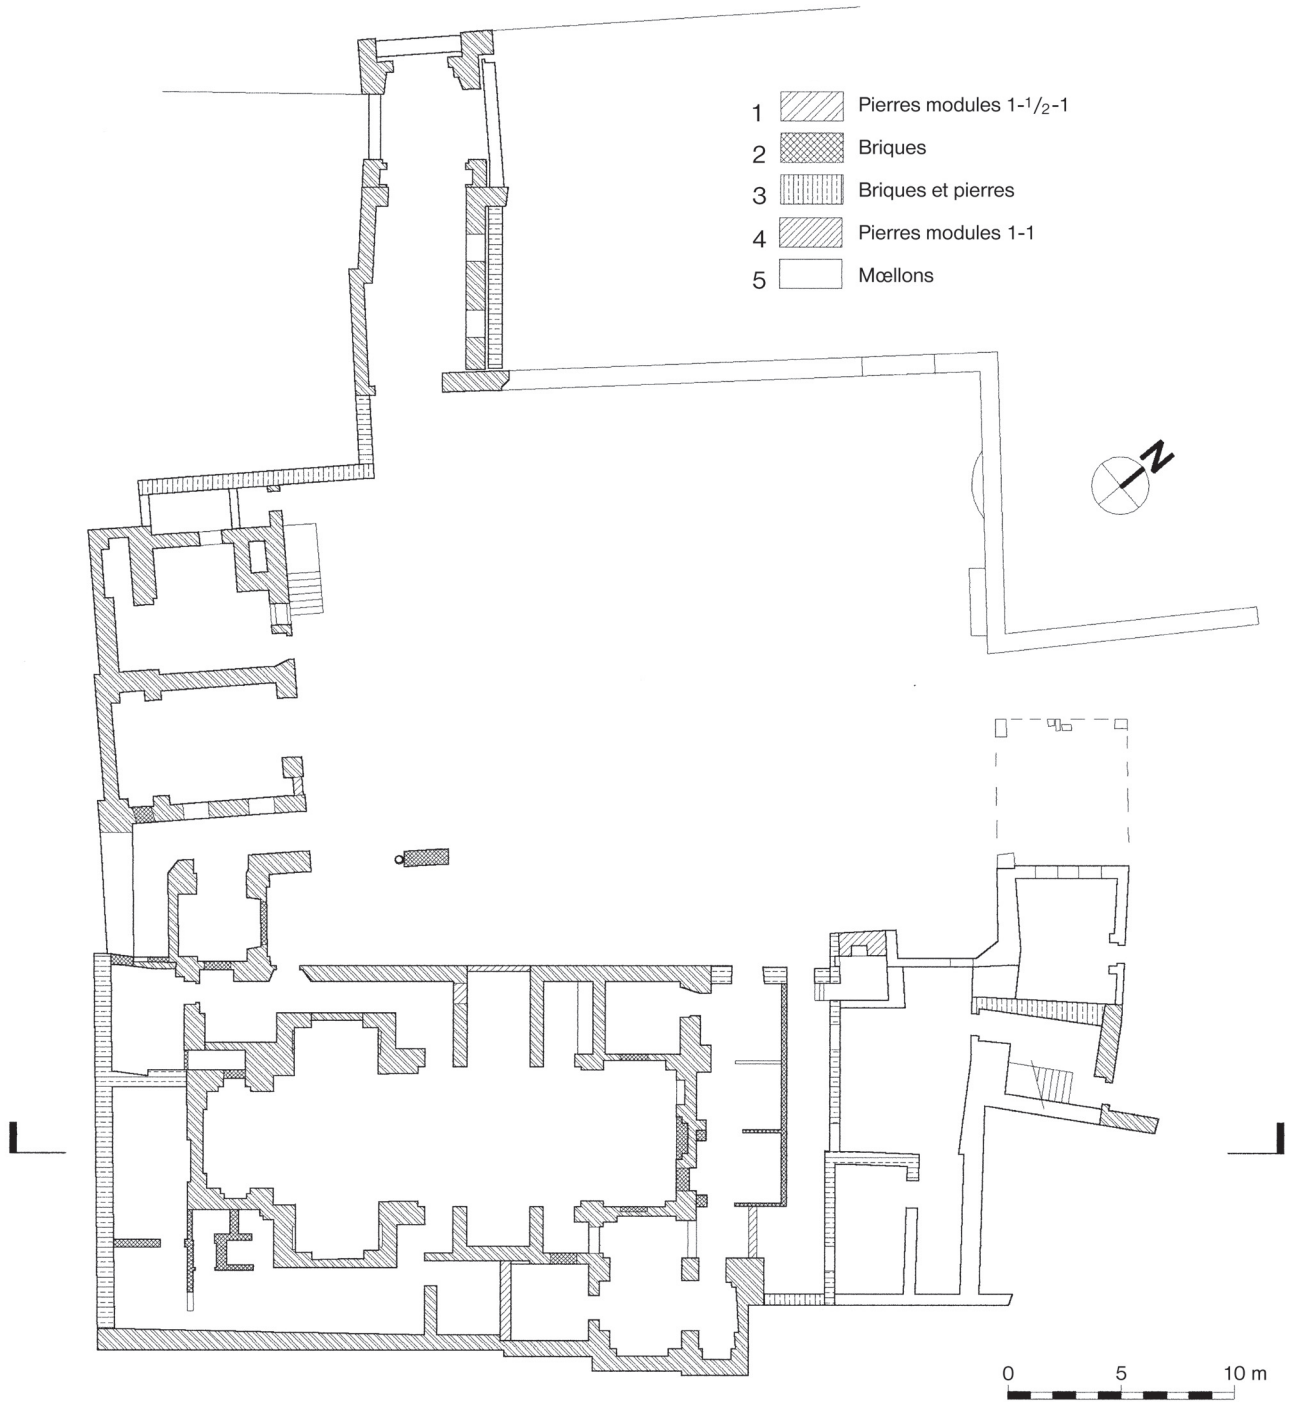 1 Pierres modules 1-1/2-1
2 Briques
3 Briques et pierres
4 Pierres modules 1-1
5 Mœllons
N
0 5 10 m